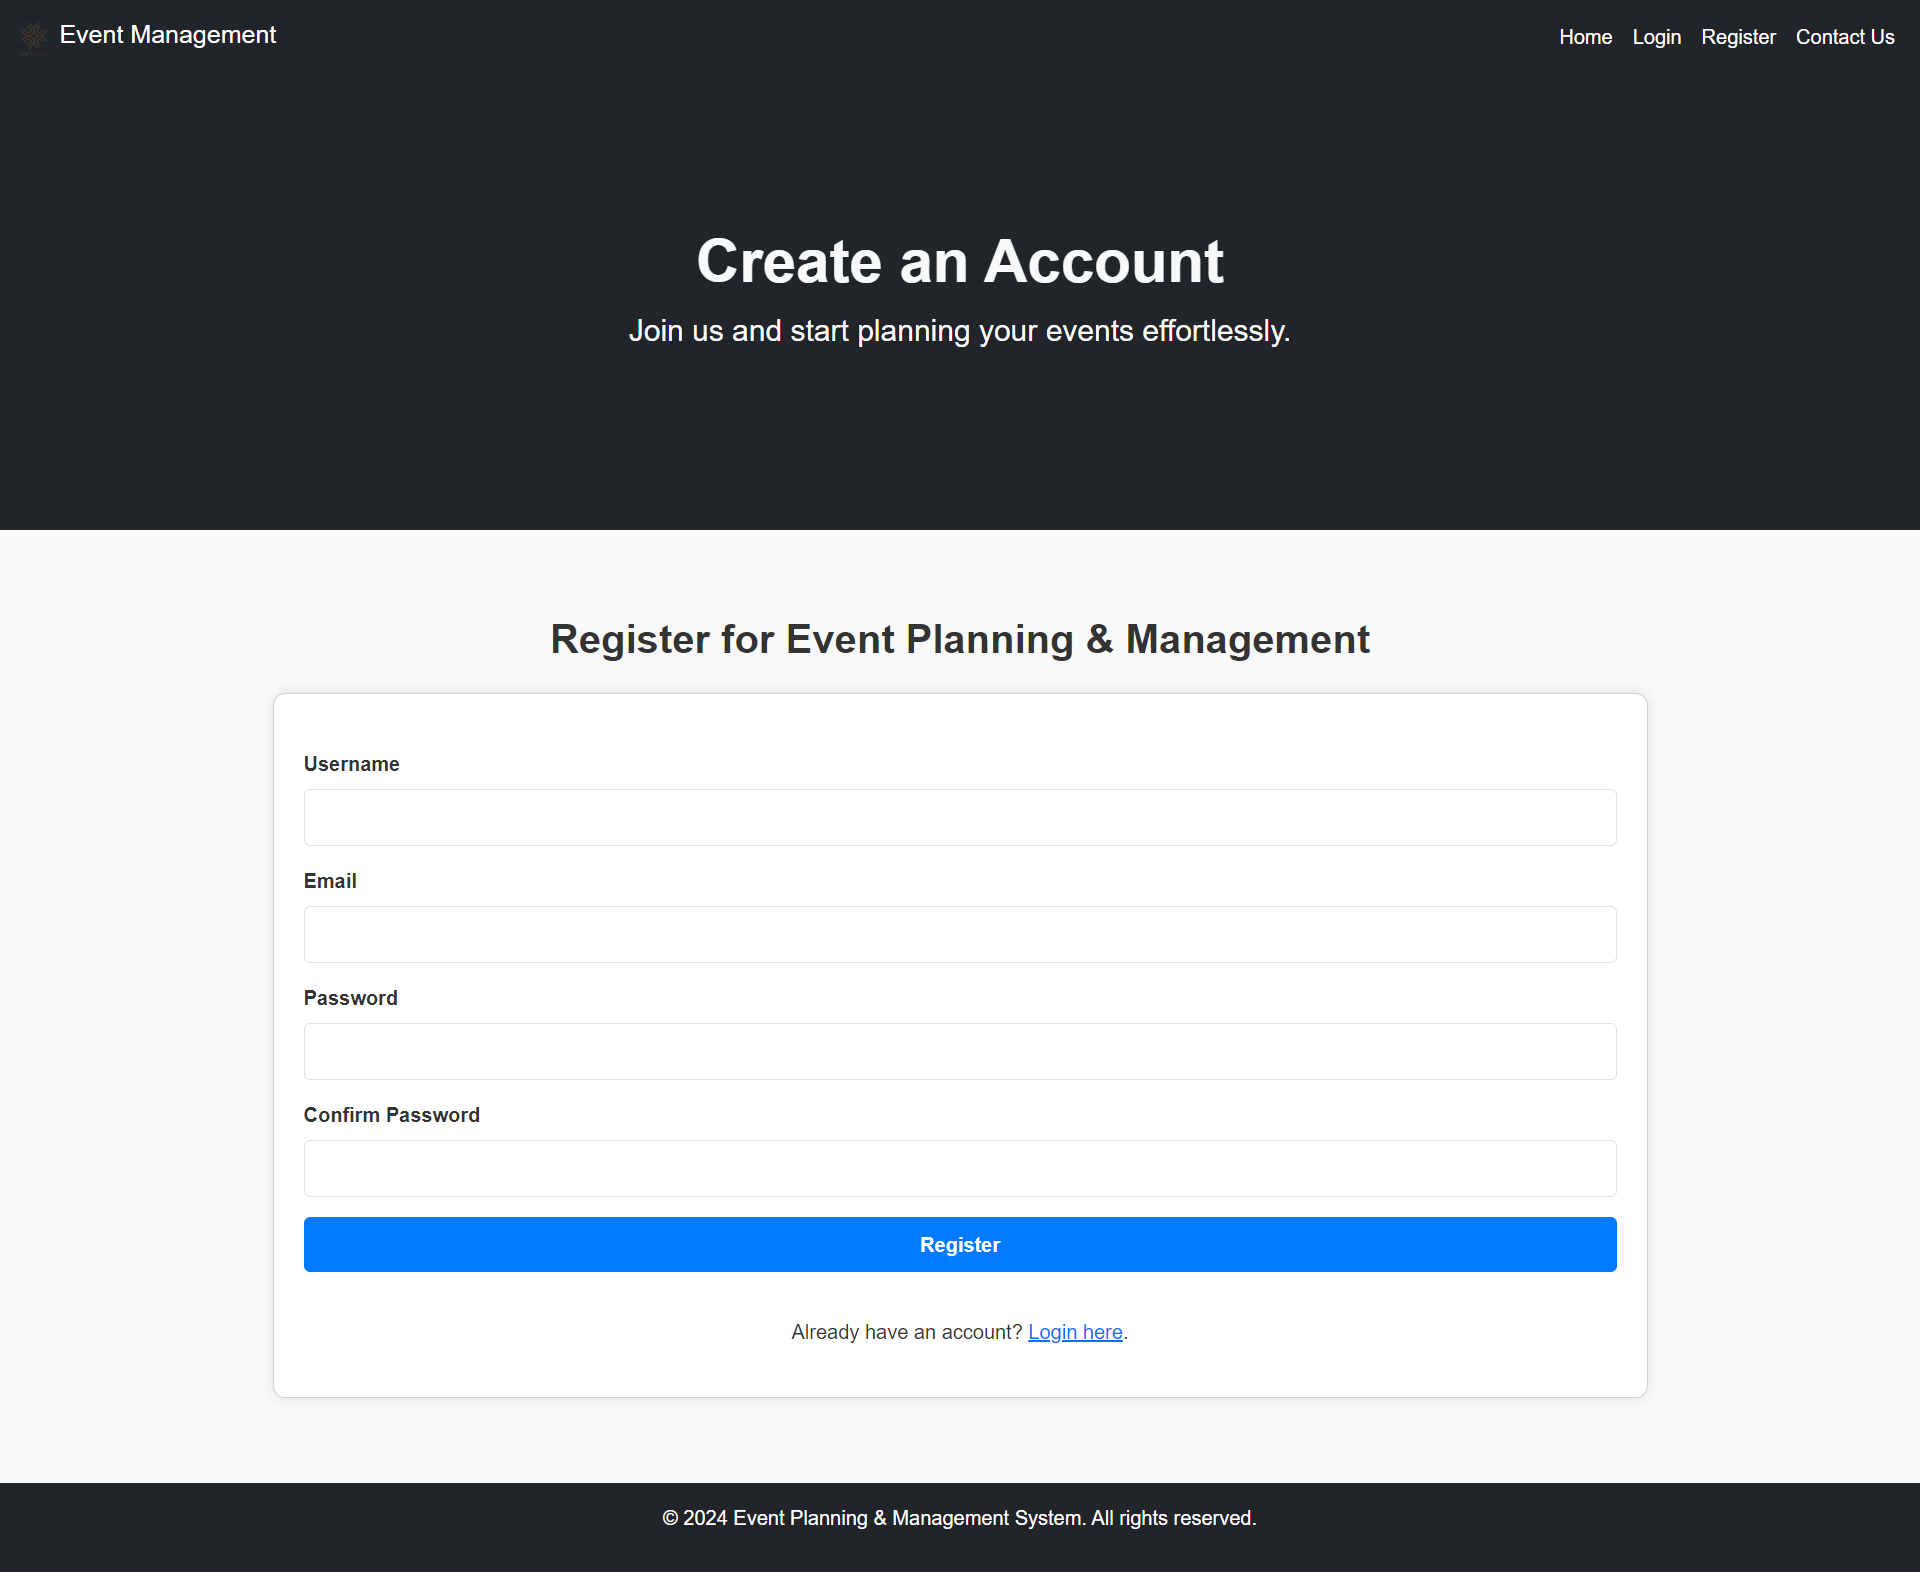 Event Management
Home Login Register Contact Us
Create an Account
Join us and start planning your events effortlessly.
Register for Event Planning & Management
Username
Email
Password
Confirm Password
Register
Already have an account? Login here.
© 2024 Event Planning & Management System. All rights reserved.